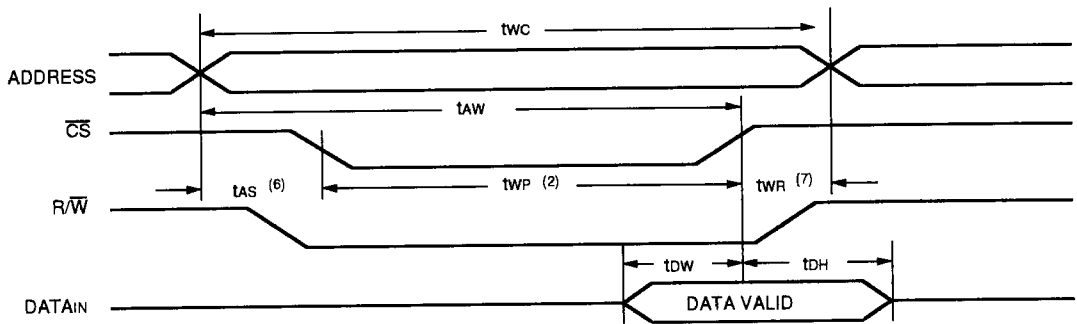 tWC
ADDRESS
tAW
CS
tAS (6)
tWP (2)
tWR (7)
R/W
tDW
tDH
DATAIN
DATA VALID